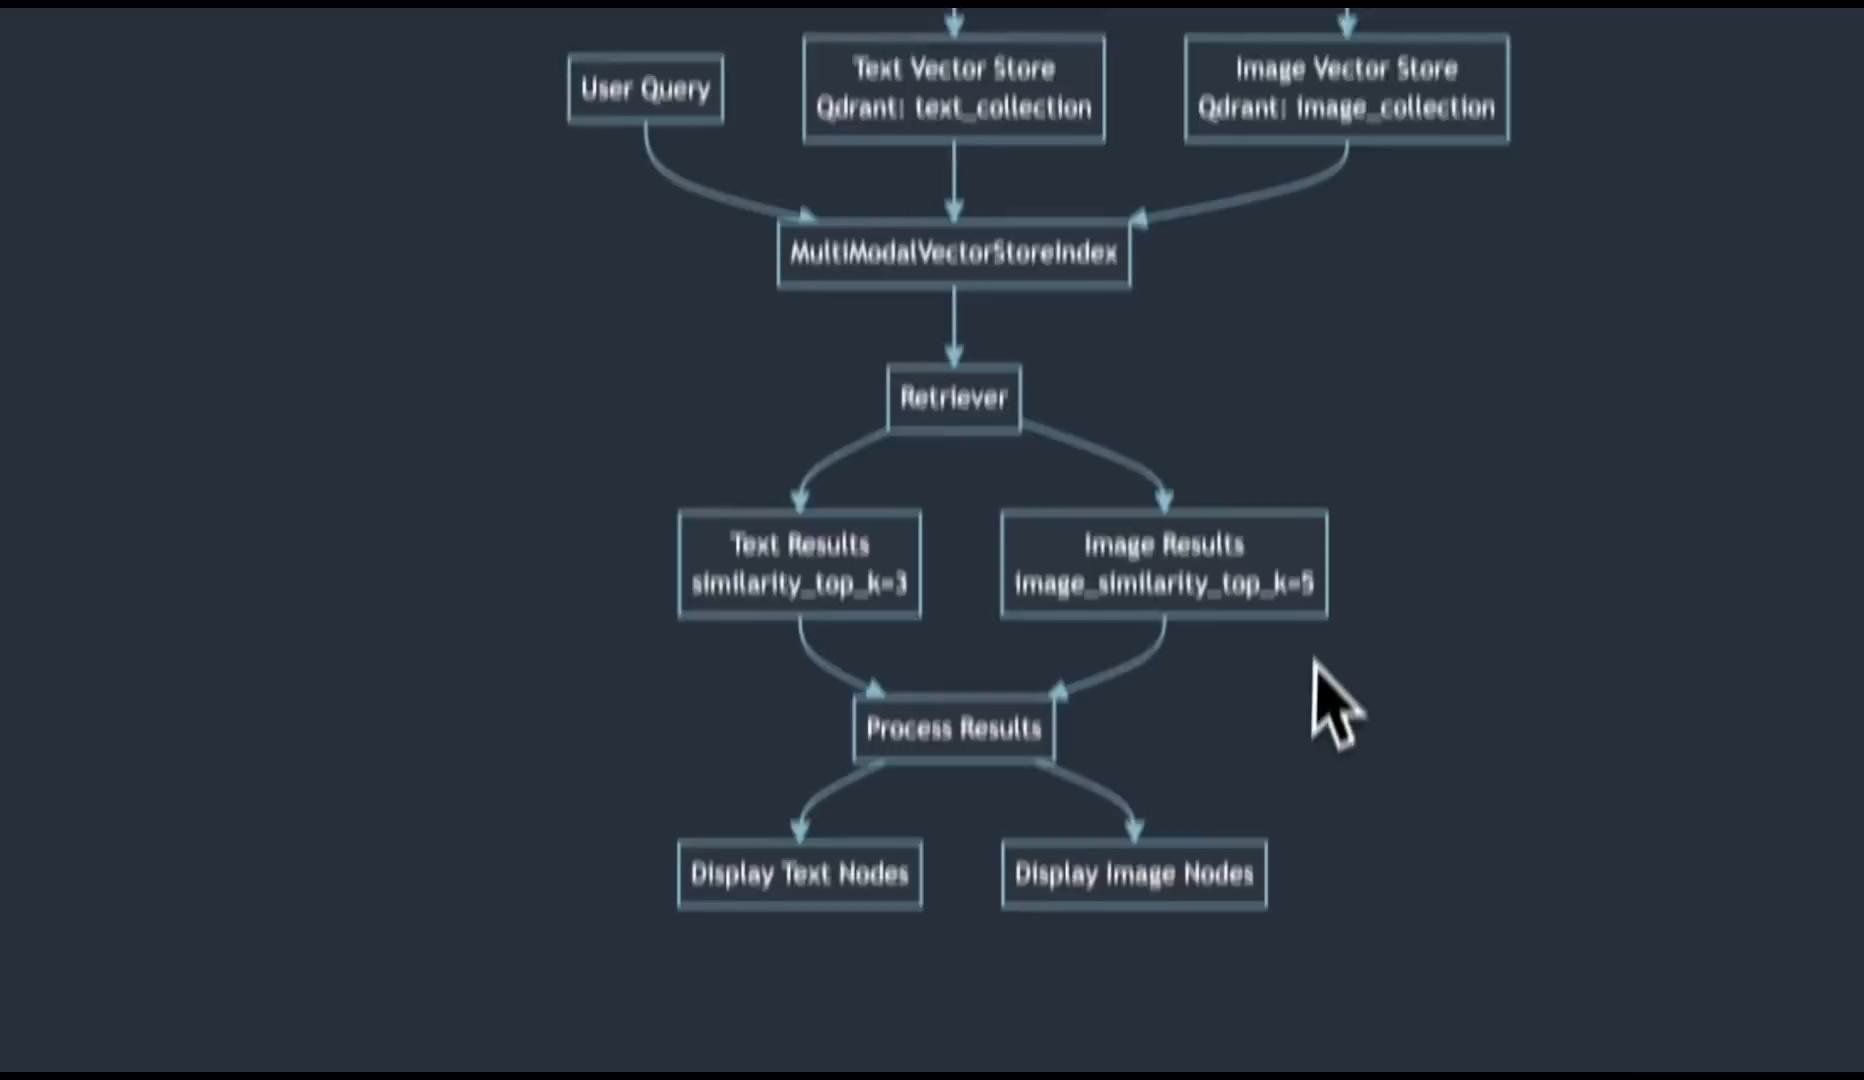 User Query
Text Vector Store
Qdrant: text_collection
Image Vector Store
Qdrant: image_collection
MultiModalVectorStoreIndex
Retriever
Text Results
similarity_top_k=3
Image Results
image_similarity_top_k=5
Process Results
Display Text Nodes
Display Image Nodes